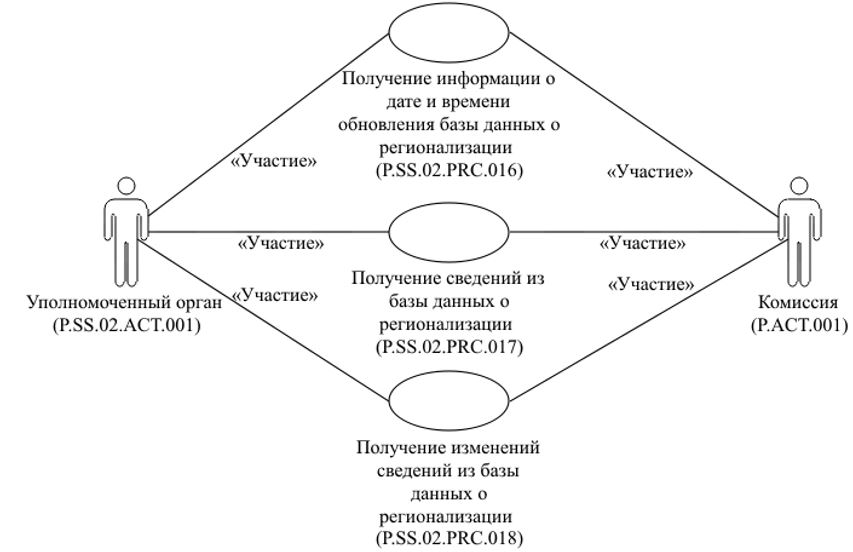 Получение информации о
дате и времени
обновления базы данных о
регионализации
(P.SS.02.PRC.016)
«Участие»
«Участие»
«Участие»
«Участие»
Получение сведений из
базы данных о
регионализации
(P.SS.02.PRC.017)
«Участие»
«Участие»
Уполномоченный орган
(P.SS.02.ACT.001)
Комиссия
(P.ACT.001)
Получение изменений
сведений из базы
данных о
регионализации
(P.SS.02.PRC.018)